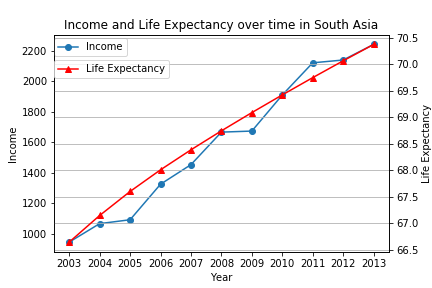 Income and Life Expectancy over time in South Asia
Income
Life Expectancy
Income
2200
2000
1800
1600
1400
1200
1000
70.5
70.0
69.5
69.0
68.5
68.0
67.5
67.0
66.5
Life Expectancy
2003 2004 2005 2006 2007 2008 2009 2010 2011 2012 2013
Year